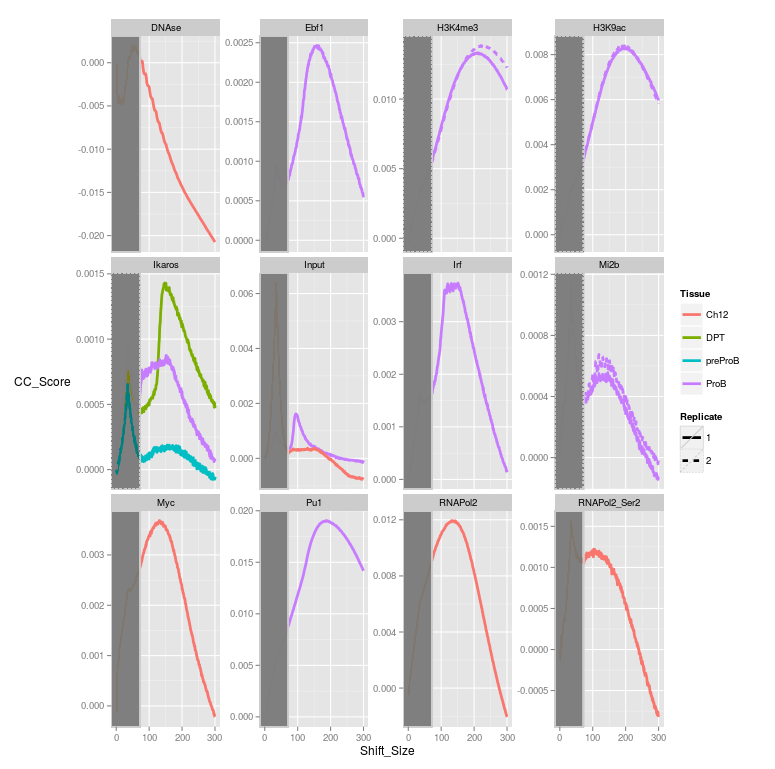 DNAse Ebf1 H3K4me3 H3K9ac
0.000 -0.005 -0.010 -0.015 -0.020
0.0025 0.0020 0.0015 0.0010 0.0005 0.0000
0.010 0.005 0.000
0.008 0.006 0.004 0.002 0.000
Ikaros Input Irf Mi2b
0.0015 0.0010 0.0005 0.0000
0.006 0.004 0.002 0.000
0.003 0.002 0.001 0.000
0.0012 0.0008 0.0004 0.0000
Myc Pu1 RNAPol2 RNAPol2_Ser2
0.003 0.002 0.001 0.000
0.020 0.015 0.010 0.005 0.000
0.012 0.008 0.004 0.000
0.0015 0.0010 0.0005 0.0000 -0.0005
0 100 200 300 0 100 200 300 0 100 200 300 0 100 200 300
CC_Score
Shift_Size
Tissue
Ch12
DPT
preProB
ProB
Replicate
1
2